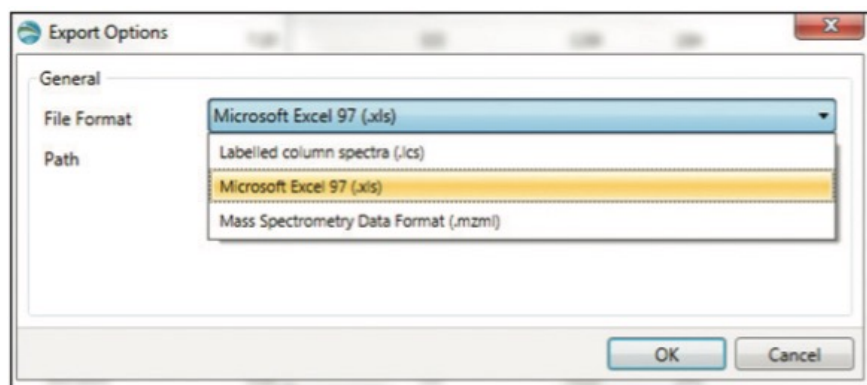 Export Options
General
File Format
Microsoft Excel 97 (.xls)
Path
Labelled column spectra (.lcs)
Microsoft Excel 97 (.xls)
Mass Spectrometry Data Format (.mzml)
OK
Cancel